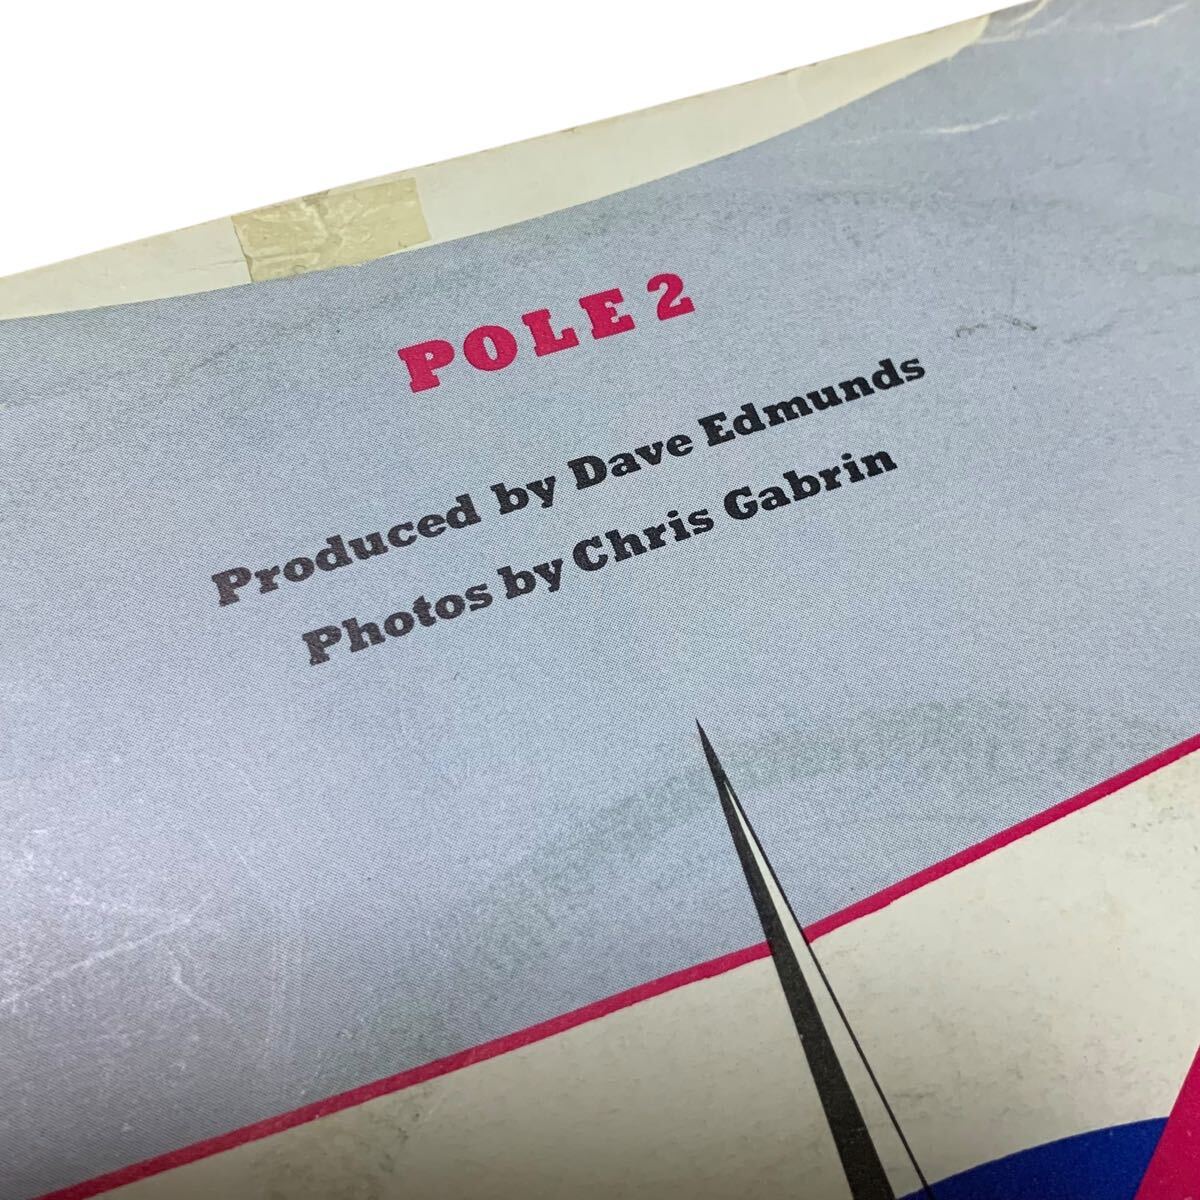 POLE 2
Produced by Dave Edmunds
Photos by Chris Gabrin